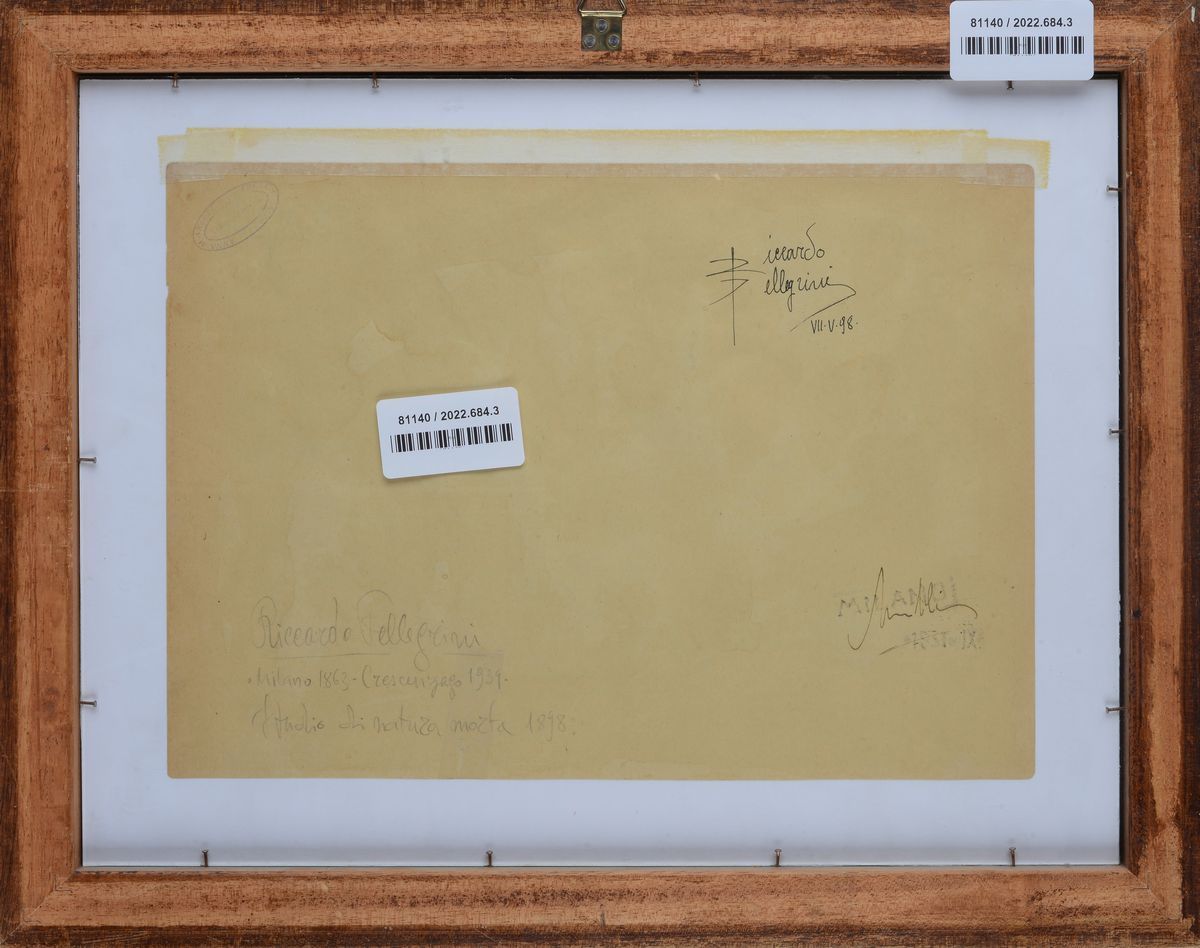 81140 / 2022.684.3
Riccardo
Pellegrini
VII·V·98·
81140 / 2022.684.3
Riccardo Pellegrini
·Milano 1863 - Crescenzago 1934·
Studio di natura morta 1898.